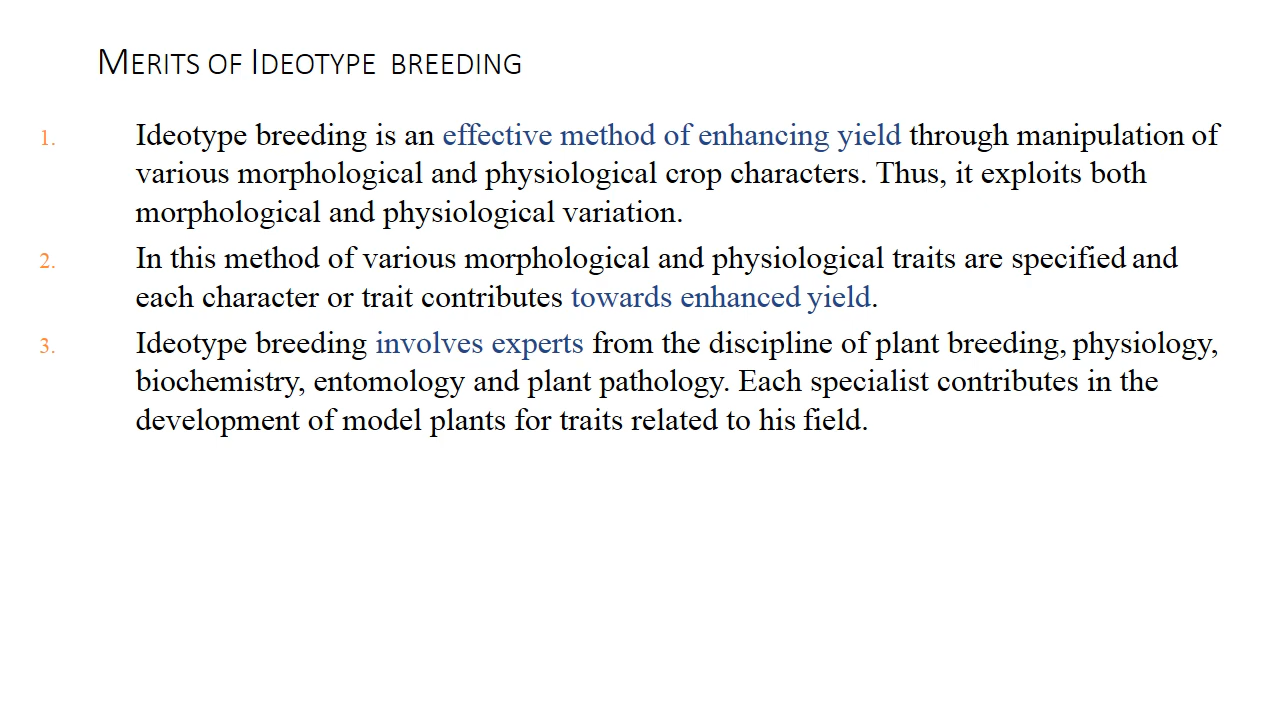 MERITS OF IDEOTYPE BREEDING
1. Ideotype breeding is an effective method of enhancing yield through manipulation of
various morphological and physiological crop characters. Thus, it exploits both
morphological and physiological variation.
2. In this method of various morphological and physiological traits are specified and
each character or trait contributes towards enhanced yield.
3. Ideotype breeding involves experts from the discipline of plant breeding, physiology,
biochemistry, entomology and plant pathology. Each specialist contributes in the
development of model plants for traits related to his field.